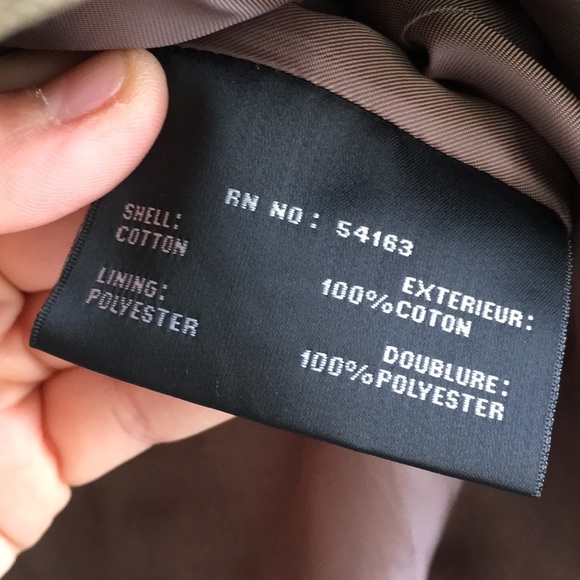 RN NO: 54163
SHELL:
COTTON
LINING:
POLYESTER
EXTERIEUR:
100%COTON
DOUBLURE:
100%POLYESTER